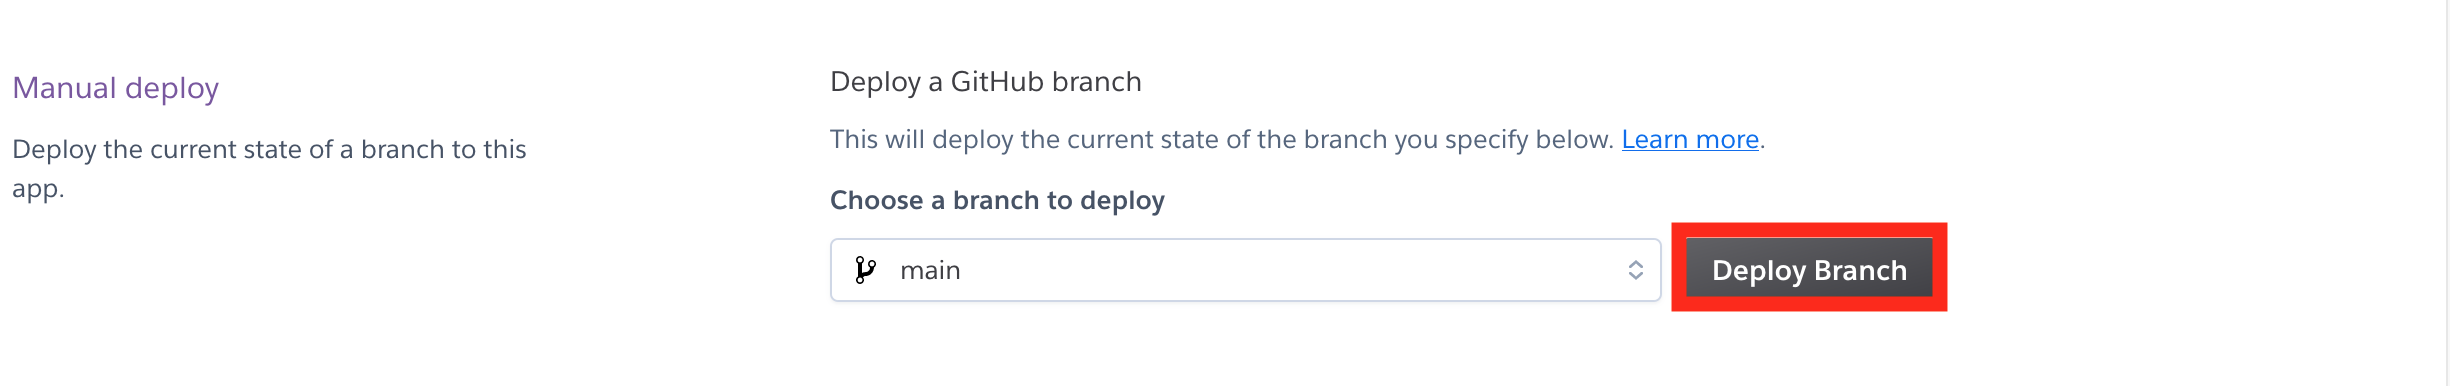 Manual deploy
Deploy the current state of a branch to this
app.
Deploy a GitHub branch
This will deploy the current state of the branch you specify below. Learn more.
Choose a branch to deploy
main
Deploy Branch